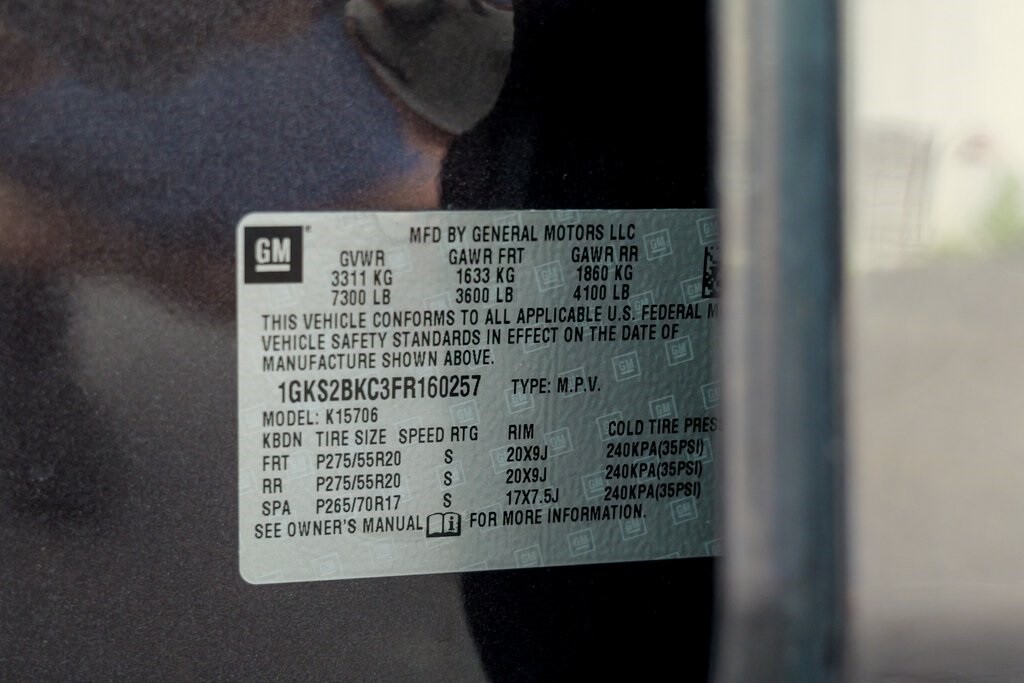 GM
MFD BY GENERAL MOTORS LLC
GVWR GAWR FRT GAWR RR
3311 KG 1633 KG 1860 KG
7300 LB 3600 LB 4100 LB
THIS VEHICLE CONFORMS TO ALL APPLICABLE U.S. FEDERAL M
VEHICLE SAFETY STANDARDS IN EFFECT ON THE DATE OF
MANUFACTURE SHOWN ABOVE.
1GKS2BKC3FR160257 TYPE: M.P.V.
MODEL: K15706
KBDN TIRE SIZE SPEED RTG RIM COLD TIRE PRES
FRT P275/55R20 S 20X9J 240KPA(35PSI)
RR P275/55R20 S 20X9J 240KPA(35PSI)
SPA P265/70R17 S 17X7.5J 240KPA(35PSI)
SEE OWNER'S MANUAL FOR MORE INFORMATION.